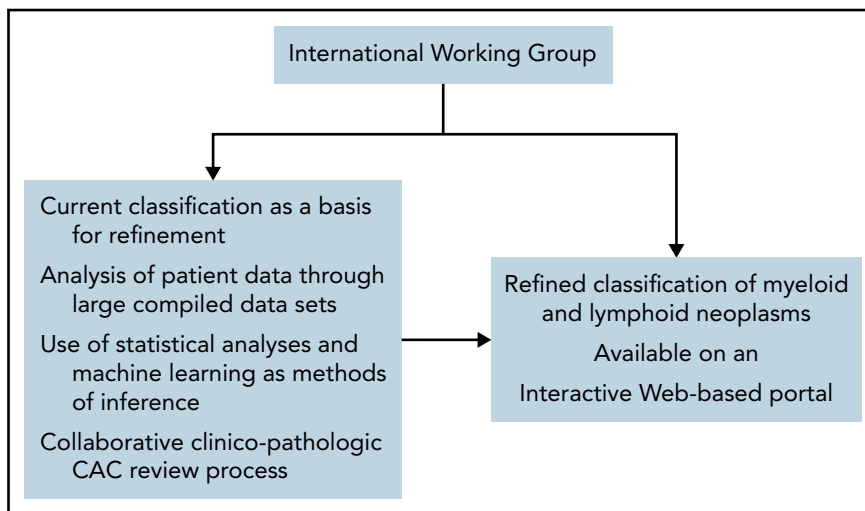 International Working Group
Current classification as a basis
for refinement
Analysis of patient data through
large compiled data sets
Use of statistical analyses and
machine learning as methods
of inference
Collaborative clinico-pathologic
CAC review process
Refined classification of myeloid
and lymphoid neoplasms
Available on an
Interactive Web-based portal